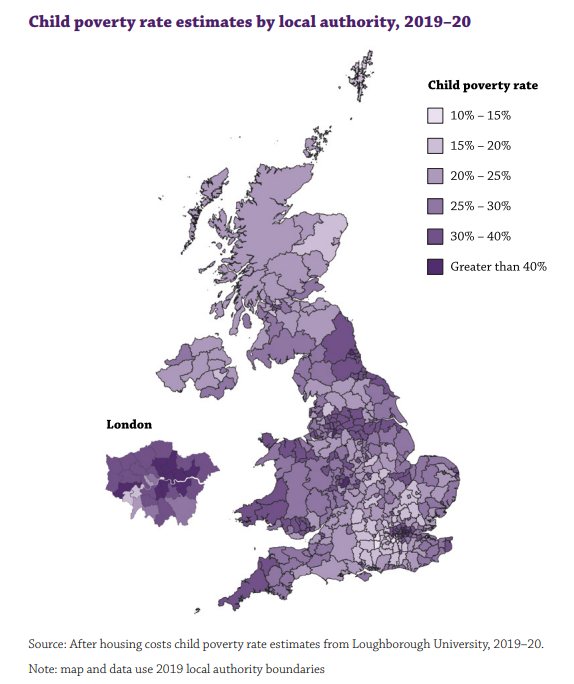 Child poverty rate estimates by local authority, 2019–20
Child poverty rate
10% – 15%
15% – 20%
20% – 25%
25% – 30%
30% – 40%
Greater than 40%
London
Source: After housing costs child poverty rate estimates from Loughborough University, 2019–20.
Note: map and data use 2019 local authority boundaries